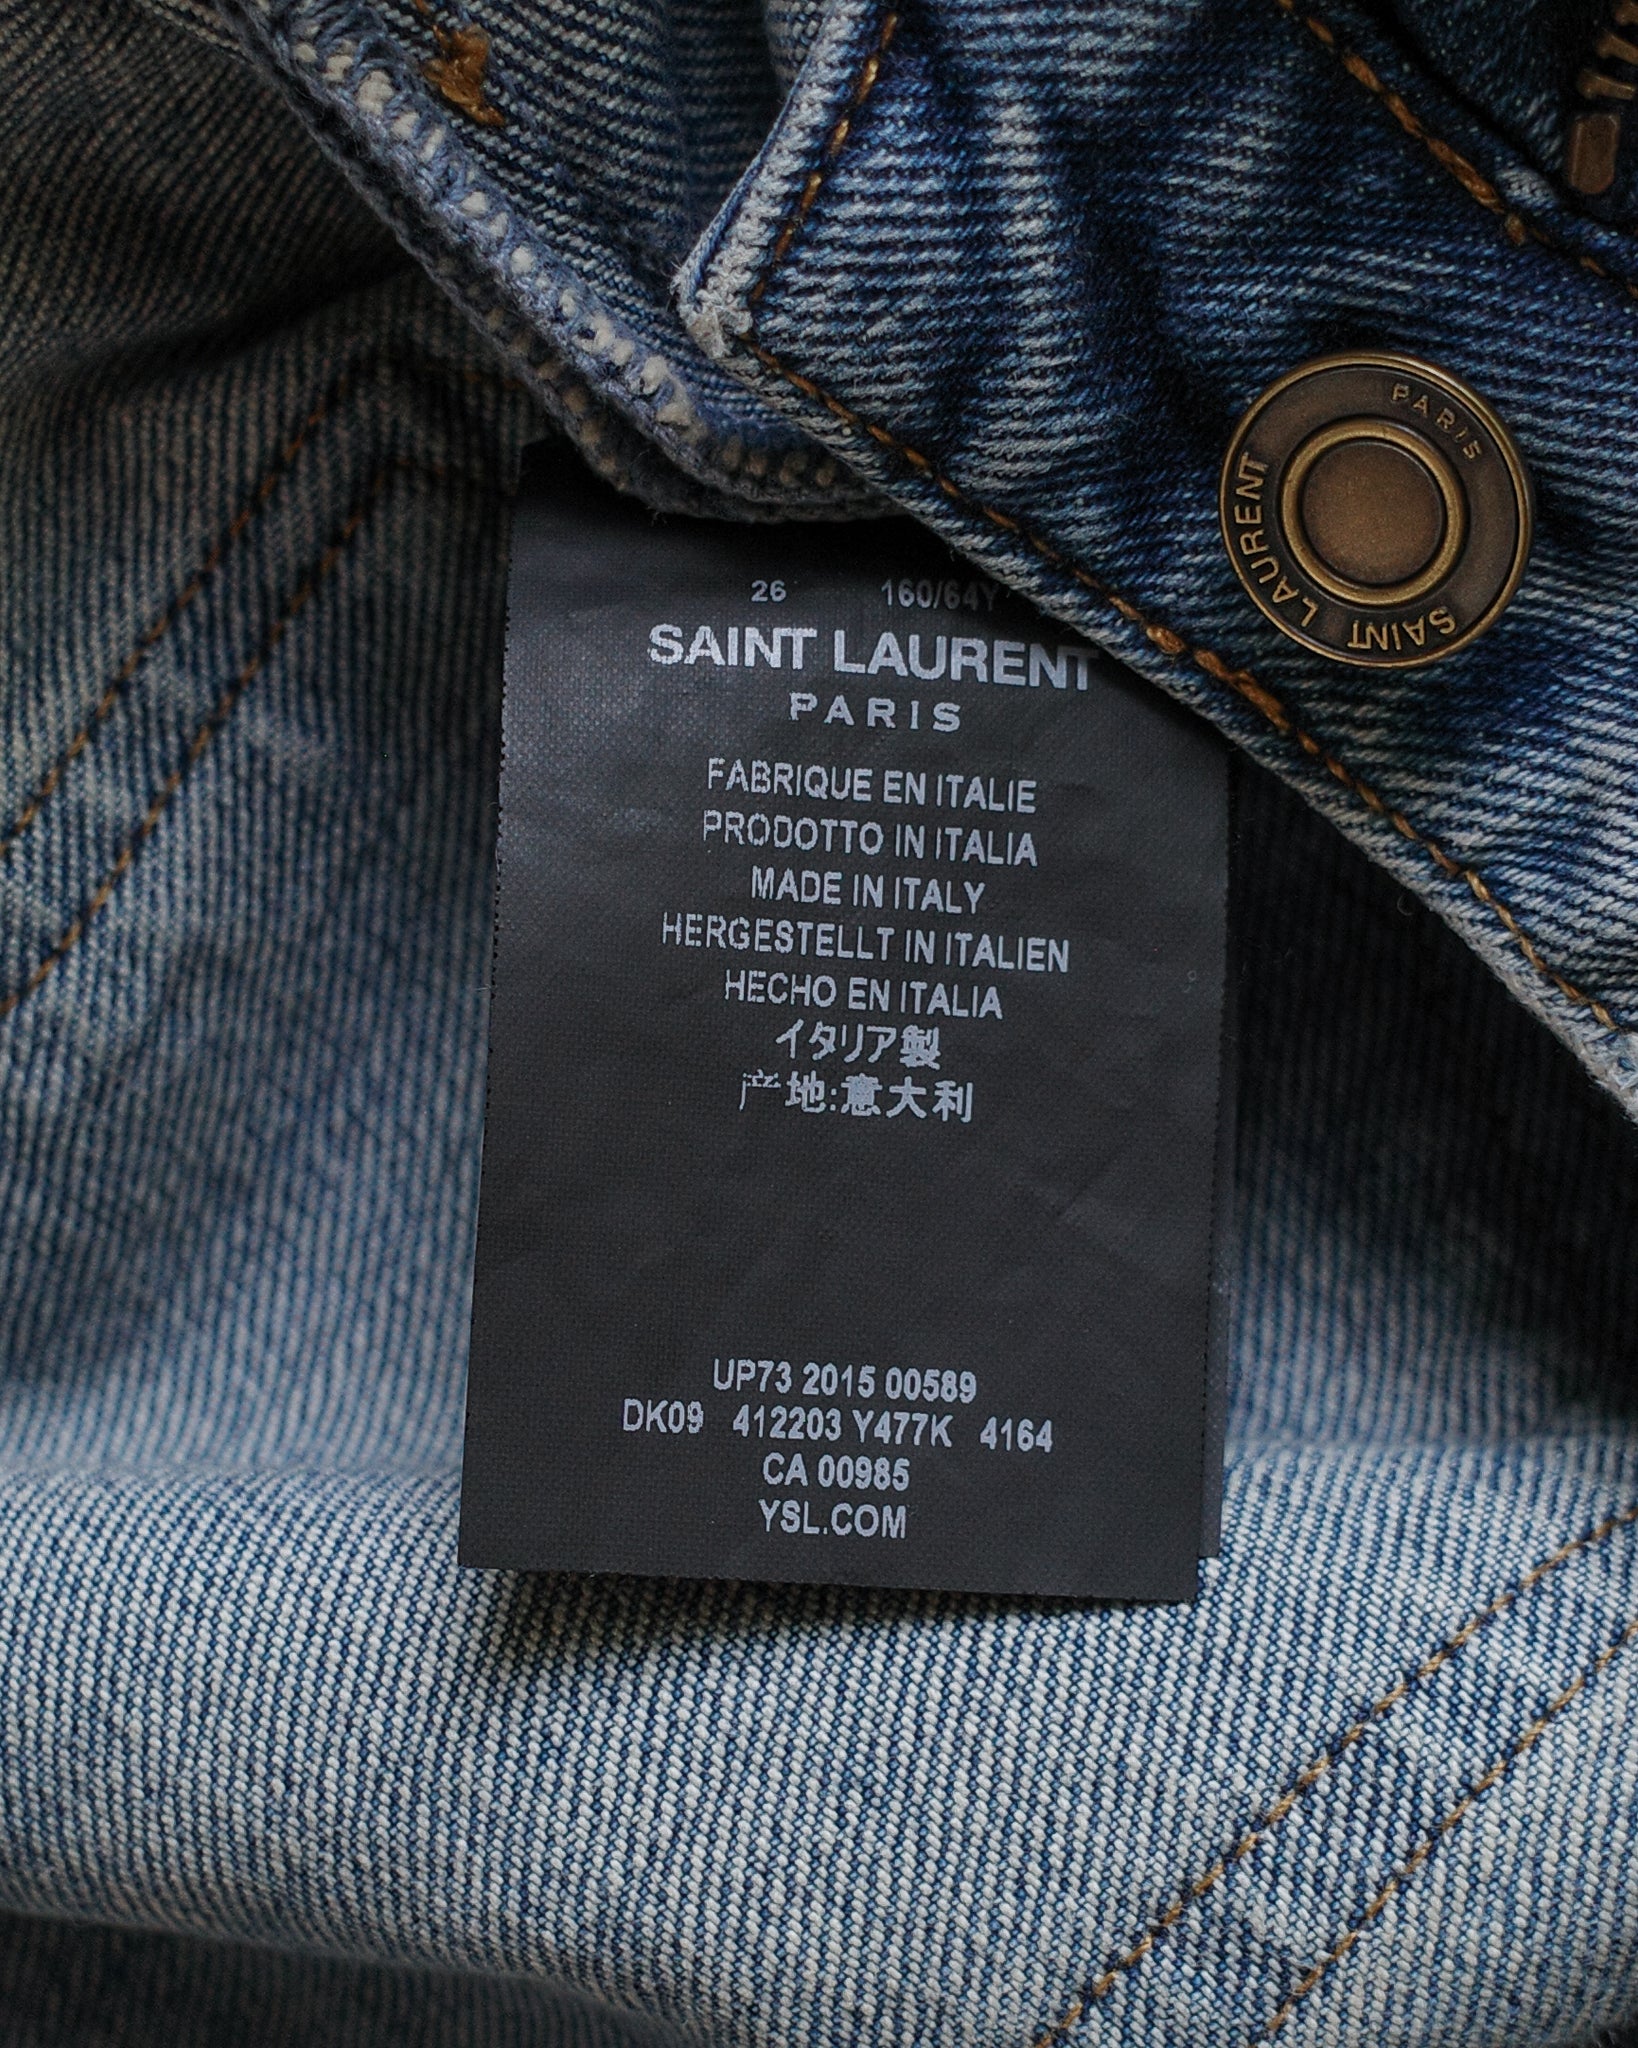 26 160/64Y
SAINT LAURENT
PARIS
FABRIQUE EN ITALIE
PRODOTTO IN ITALIA
MADE IN ITALY
HERGESTELLT IN ITALIEN
HECHO EN ITALIA
イタリア製
产地:意大利
UP73 2015 00589
DK09 412203 Y477K 4164
CA 00985
YSL.COM
SAINT LAURENT
PARIS